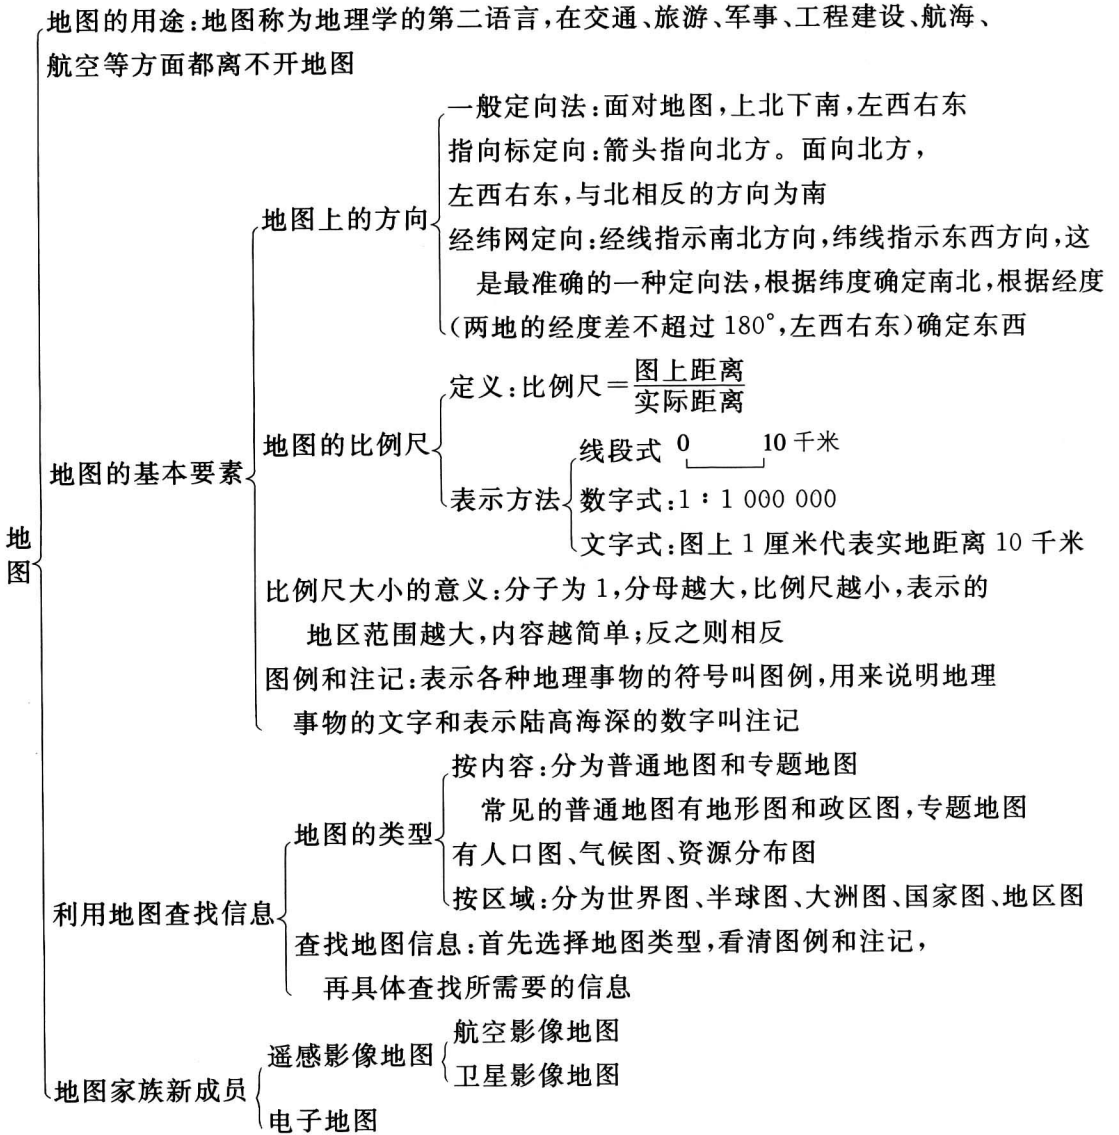 地图的用途:地图称为地理学的第二语言,在交通、旅游、军事、工程建设、航海、
航空等方面都离不开地图
一般定向法:面对地图,上北下南,左西右东
指向标定向:箭头指向北方。面向北方,
左西右东,与北相反的方向为南
地图上的方向
经纬网定向:经线指示南北方向,纬线指示东西方向,这
是最准确的一种定向法,根据纬度确定南北,根据经度
(两地的经度差不超过 180°,左西右东)确定东西
定义:比例尺=图上距离/实际距离
地图的比例尺
线段式 0 10 千米
地图的基本要素
表示方法
数字式:1∶1 000 000
文字式:图上 1 厘米代表实地距离 10 千米
地图
比例尺大小的意义:分子为 1,分母越大,比例尺越小,表示的
地区范围越大,内容越简单;反之则相反
图例和注记:表示各种地理事物的符号叫图例,用来说明地理
事物的文字和表示陆高海深的数字叫注记
按内容:分为普通地图和专题地图
常见的普通地图有地形图和政区图,专题地图
地图的类型
有人口图、气候图、资源分布图
按区域:分为世界图、半球图、大洲图、国家图、地区图
利用地图查找信息
查找地图信息:首先选择地图类型,看清图例和注记,
再具体查找所需要的信息
航空影像地图
遥感影像地图
卫星影像地图
地图家族新成员
电子地图